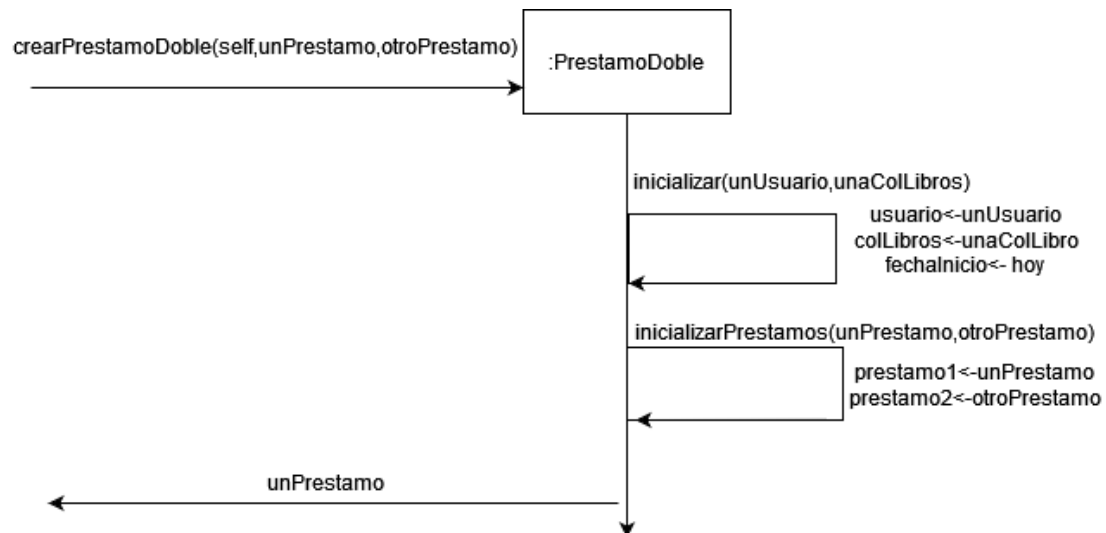 crearPrestamoDoble(self,unPrestamo,otroPrestamo)
:PrestamoDoble
inicializar(unUsuario,unaColLibros)
usuario<-unUsuario
colLibros<-unaColLibro
fechaInicio<- hoy
inicializarPrestamos(unPrestamo,otroPrestamo)
prestamo1<-unPrestamo
prestamo2<-otroPrestamo
unPrestamo